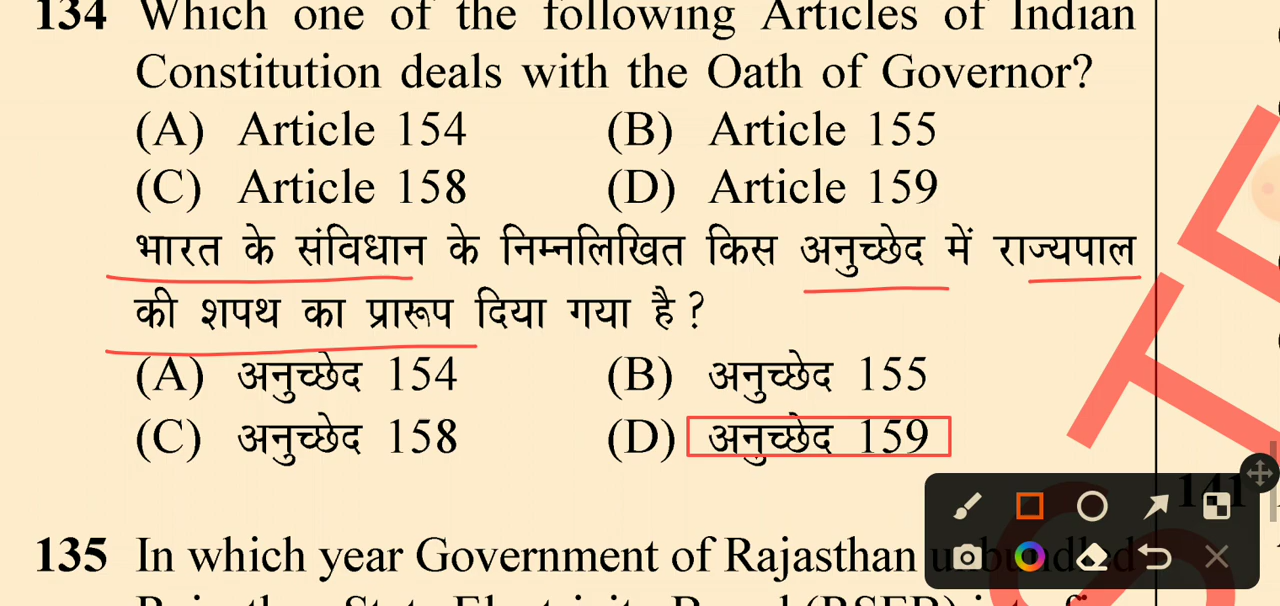 134 Which one of the following Articles of Indian
Constitution deals with the Oath of Governor?
(A) Article 154 (B) Article 155
(C) Article 158 (D) Article 159
भारत के संविधान के निम्नलिखित किस अनुच्छेद में राज्यपाल
की शपथ का प्रारूप दिया गया है ?
(A) अनुच्छेद 154 (B) अनुच्छेद 155
(C) अनुच्छेद 158 (D) अनुच्छेद 159
141
135 In which year Government of Rajasthan unbundled